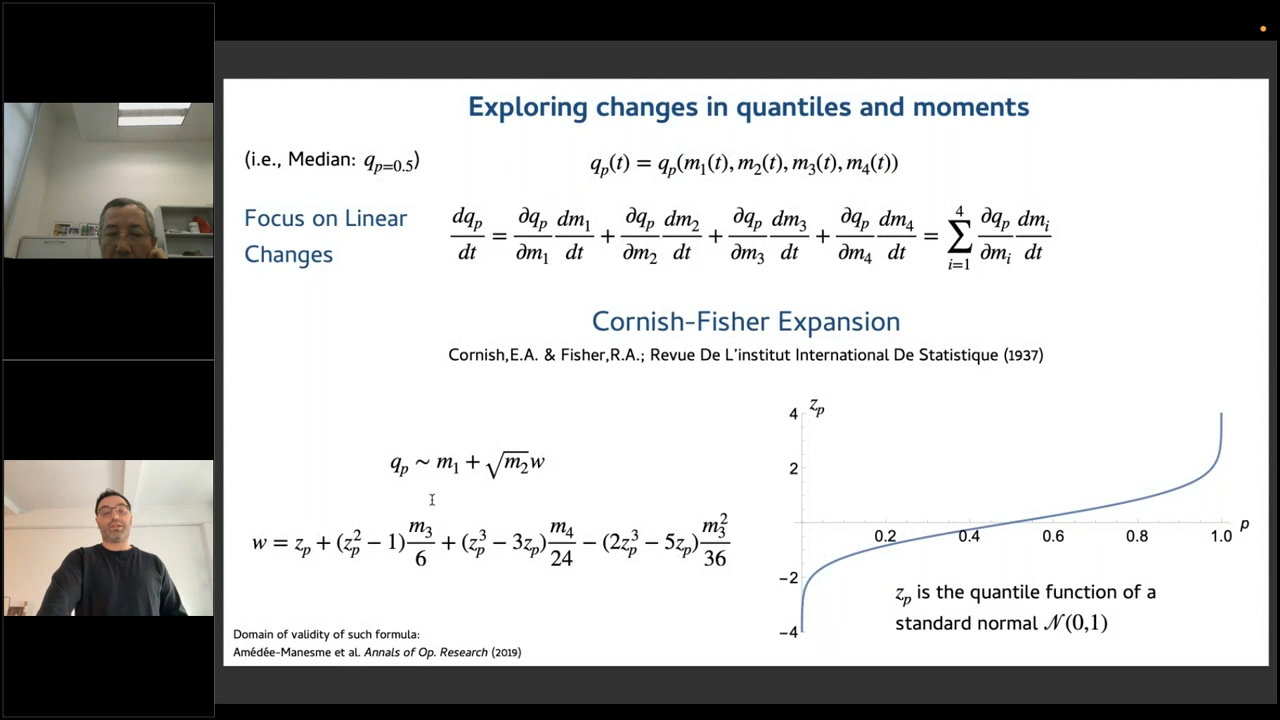 Exploring changes in quantiles and moments
(i.e., Median: q_{p=0.5}) q_p(t) = q_p(m_1(t), m_2(t), m_3(t), m_4(t))
Focus on Linear
Changes
dq_p/dt = ∂q_p/∂m_1 dm_1/dt + ∂q_p/∂m_2 dm_2/dt + ∂q_p/∂m_3 dm_3/dt + ∂q_p/∂m_4 dm_4/dt = ∑_{i=1}^{4} ∂q_p/∂m_i dm_i/dt
Cornish-Fisher Expansion
Cornish,E.A. & Fisher,R.A.; Revue De L'institut International De Statistique (1937)
q_p ~ m_1 + √m_2 w
w = z_p + (z_p^2 − 1) m_3/6 + (z_p^3 − 3z_p) m_4/24 − (2z_p^3 − 5z_p) m_3^2/36
z_p
4
2
−2
−4
0.2 0.4 0.6 0.8 1.0 p
z_p is the quantile function of a
standard normal 𝒩(0,1)
Domain of validity of such formula:
Amédée-Manesme et al. Annals of Op. Research (2019)